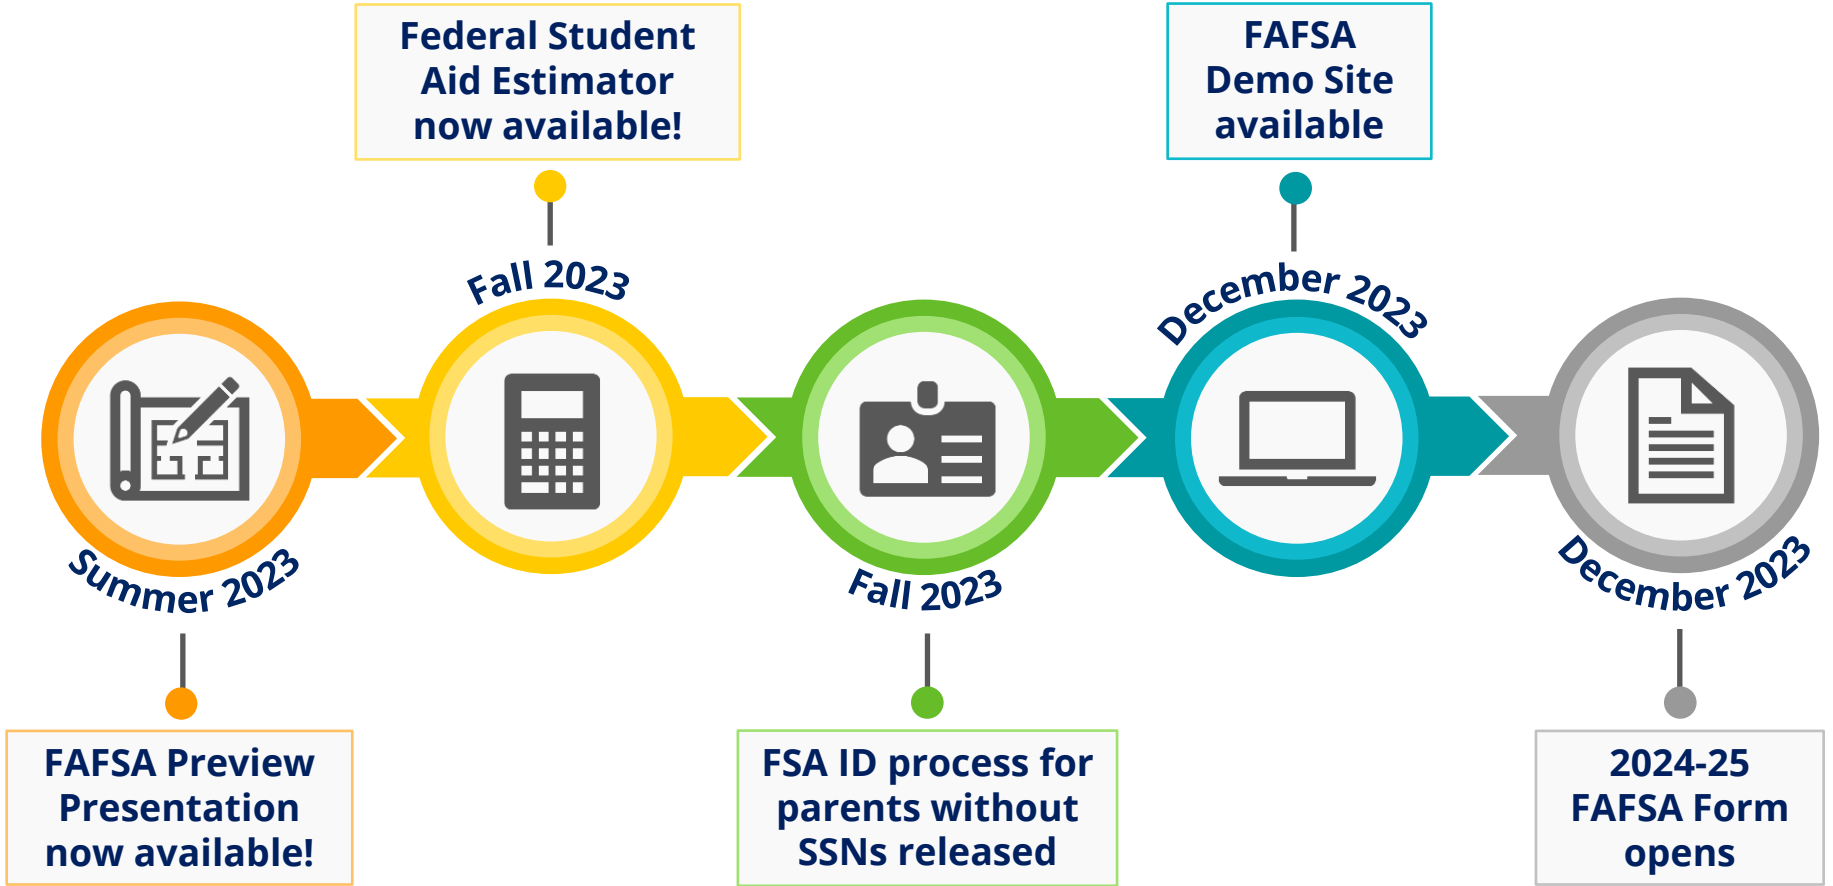 Federal Student
Aid Estimator
now available!
FAFSA
Demo Site
available
Fall 2023
December 2023
Summer 2023
Fall 2023
December 2023
FAFSA Preview
Presentation
now available!
FSA ID process for
parents without
SSNs released
2024-25
FAFSA Form
opens